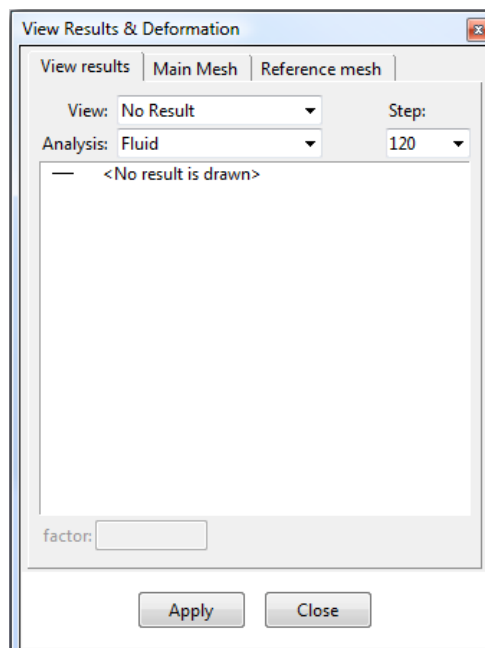 View Results & Deformation
View results Main Mesh Reference mesh
View: No Result Step:
Analysis: Fluid 120
<No result is drawn>
factor:
Apply Close